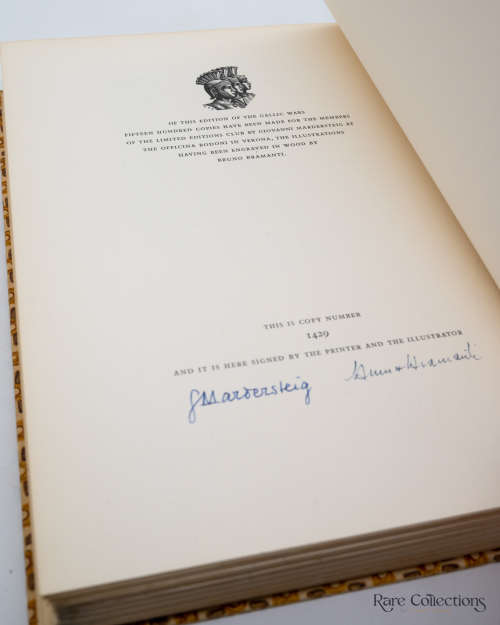 OF THIS EDITION OF THE GALLIC WARS
FIFTEEN HUNDRED COPIES HAVE BEEN MADE FOR THE MEMBERS
OF THE LIMITED EDITIONS CLUB BY GIOVANNI MARDERSTEIG AT
THE OFFICINA BODONI IN VERONA, THE ILLUSTRATIONS
HAVING BEEN ENGRAVED IN WOOD BY
BRUNO BRAMANTI.
THIS IS COPY NUMBER
1429
AND IT IS HERE SIGNED BY THE PRINTER AND THE ILLUSTRATOR
GMardersteig Bruno Bramanti
Rare Collections